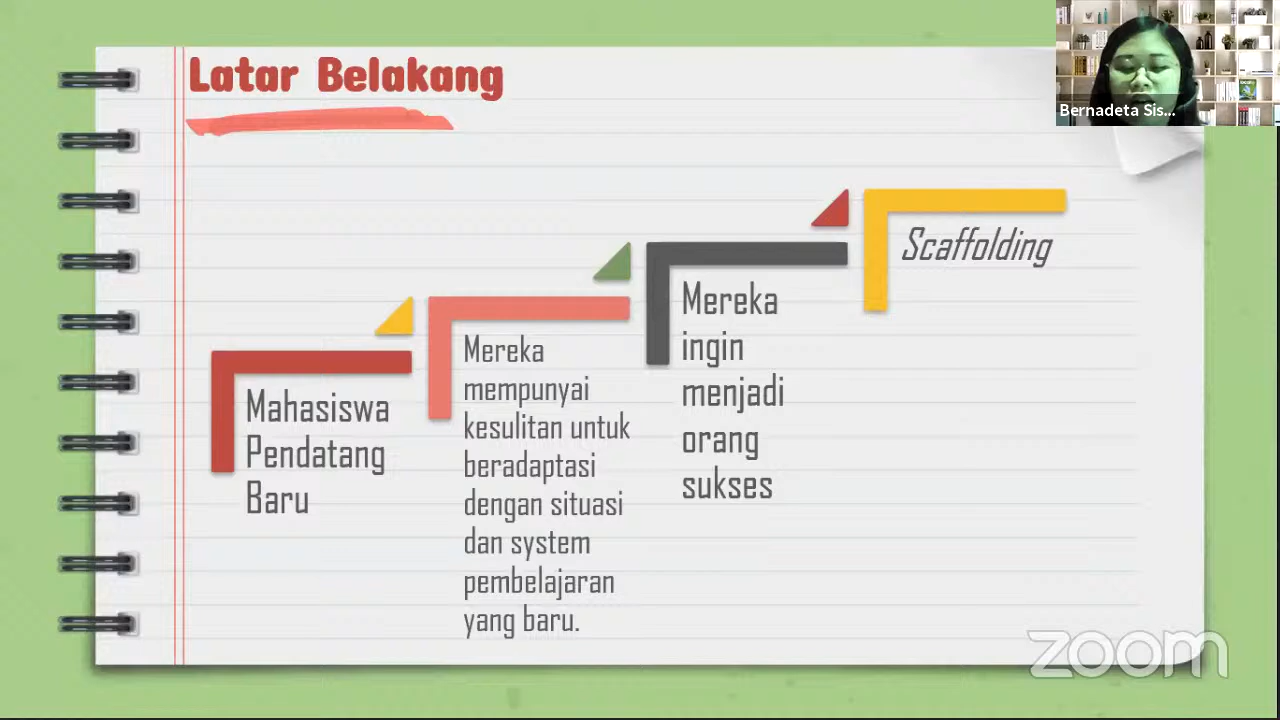 Latar Belakang
Bernadeta Sis...
Scaffolding
Mereka
ingin
menjadi
orang
sukses
Mereka
mempunyai
kesulitan untuk
beradaptasi
dengan situasi
dan system
pembelajaran
yang baru.
Mahasiswa
Pendatang
Baru
zoom